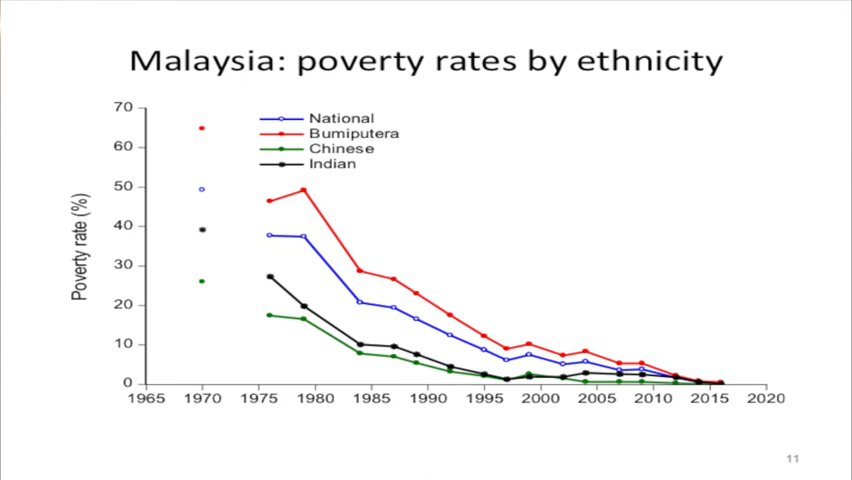 Malaysia: poverty rates by ethnicity
70
60
50
40
30
20
10
0
Poverty rate (%)
National
Bumiputera
Chinese
Indian
1965 1970 1975 1980 1985 1990 1995 2000 2005 2010 2015 2020
11